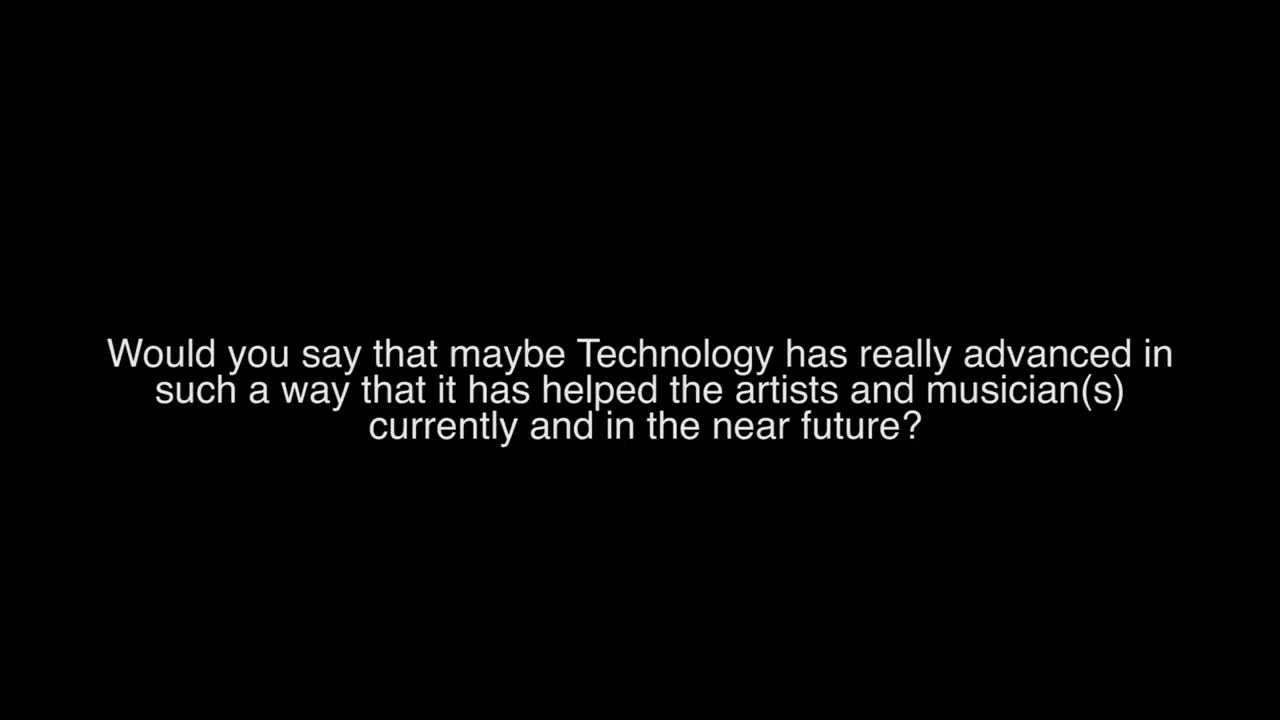 Would you say that maybe Technology has really advanced in
such a way that it has helped the artists and musician(s)
currently and in the near future?